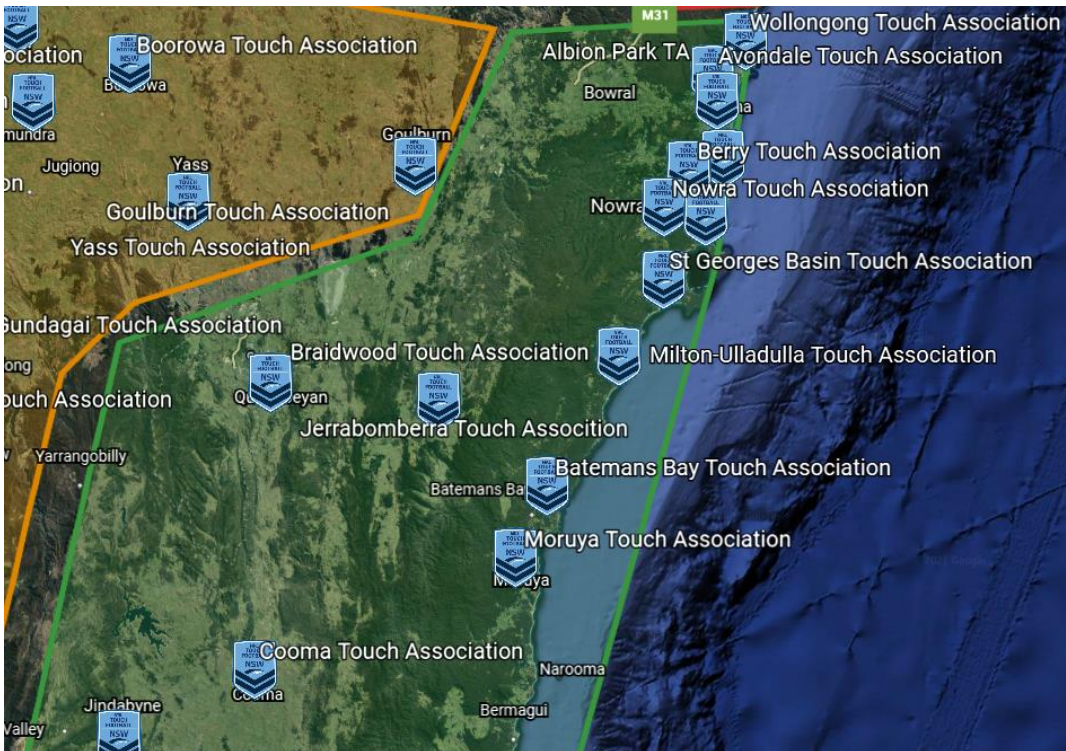 M31
Wollongong Touch Association
Boorowa Touch Association
ociation
Albion Park TA
Avondale Touch Association
Bowral
mundra
Goulburn
Jugiong
Yass
Berry Touch Association
NSW
Nowra
Nowra Touch Association
Goulburn Touch Association
Yass Touch Association
St Georges Basin Touch Association
Gundagai Touch Association
Braidwood Touch Association
Milton-Ulladulla Touch Association
ong
ouch Association
Jerrabomberra Touch Assocition
Yarrangobilly
Batemans Bay Touch Association
Batemans Ba
Moruya Touch Association
Cooma Touch Association
Narooma
Jindabyne
Bermagui
Valley